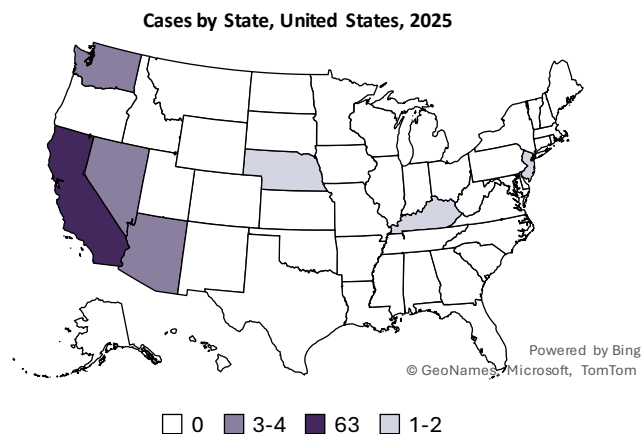 Cases by State, United States, 2025
Powered by Bing
© GeoNames, Microsoft, TomTom
0 3-4 63 1-2